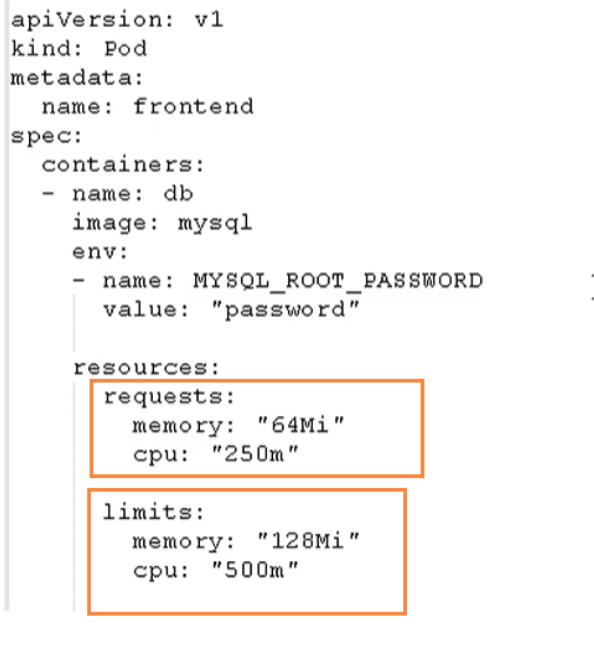 apiVersion: v1
kind: Pod
metadata:
  name: frontend
spec:
  containers:
  - name: db
    image: mysql
    env:
    - name: MYSQL_ROOT_PASSWORD
      value: "password"
    resources:
      requests:
        memory: "64Mi"
        cpu: "250m"
      limits:
        memory: "128Mi"
        cpu: "500m"